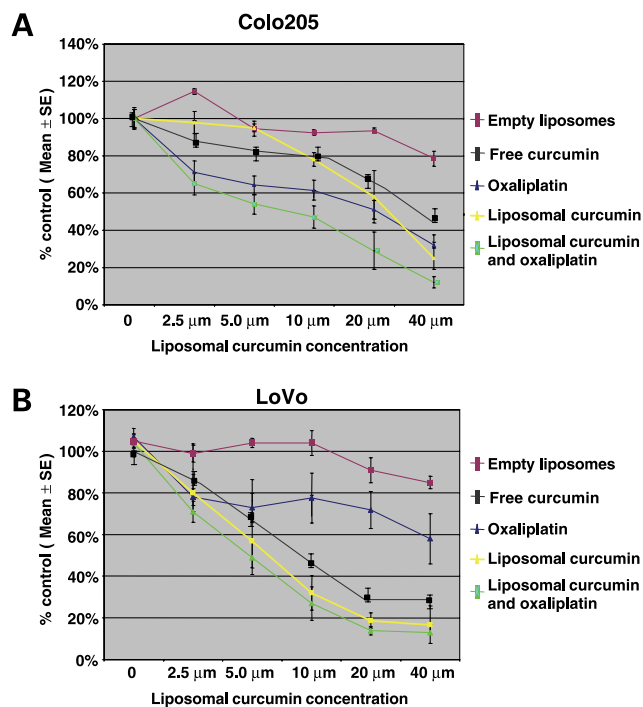 A
Colo205
140%
120%
100%
80%
60%
40%
20%
0%
% control ( Mean ± SE)
0 2.5 μm 5.0 μm 10 μm 20 μm 40 μm
Liposomal curcumin concentration
Empty liposomes
Free curcumin
Oxaliplatin
Liposomal curcumin
Liposomal curcumin
and oxaliplatin
B
LoVo
120%
100%
80%
60%
40%
20%
0%
% control ( Mean ± SE)
0 2.5 μm 5.0 μm 10 μm 20 μm 40 μm
Liposomal curcumin concentration
Empty liposomes
Free curcumin
Oxaliplatin
Liposomal curcumin
Liposomal curcumin
and oxaliplatin